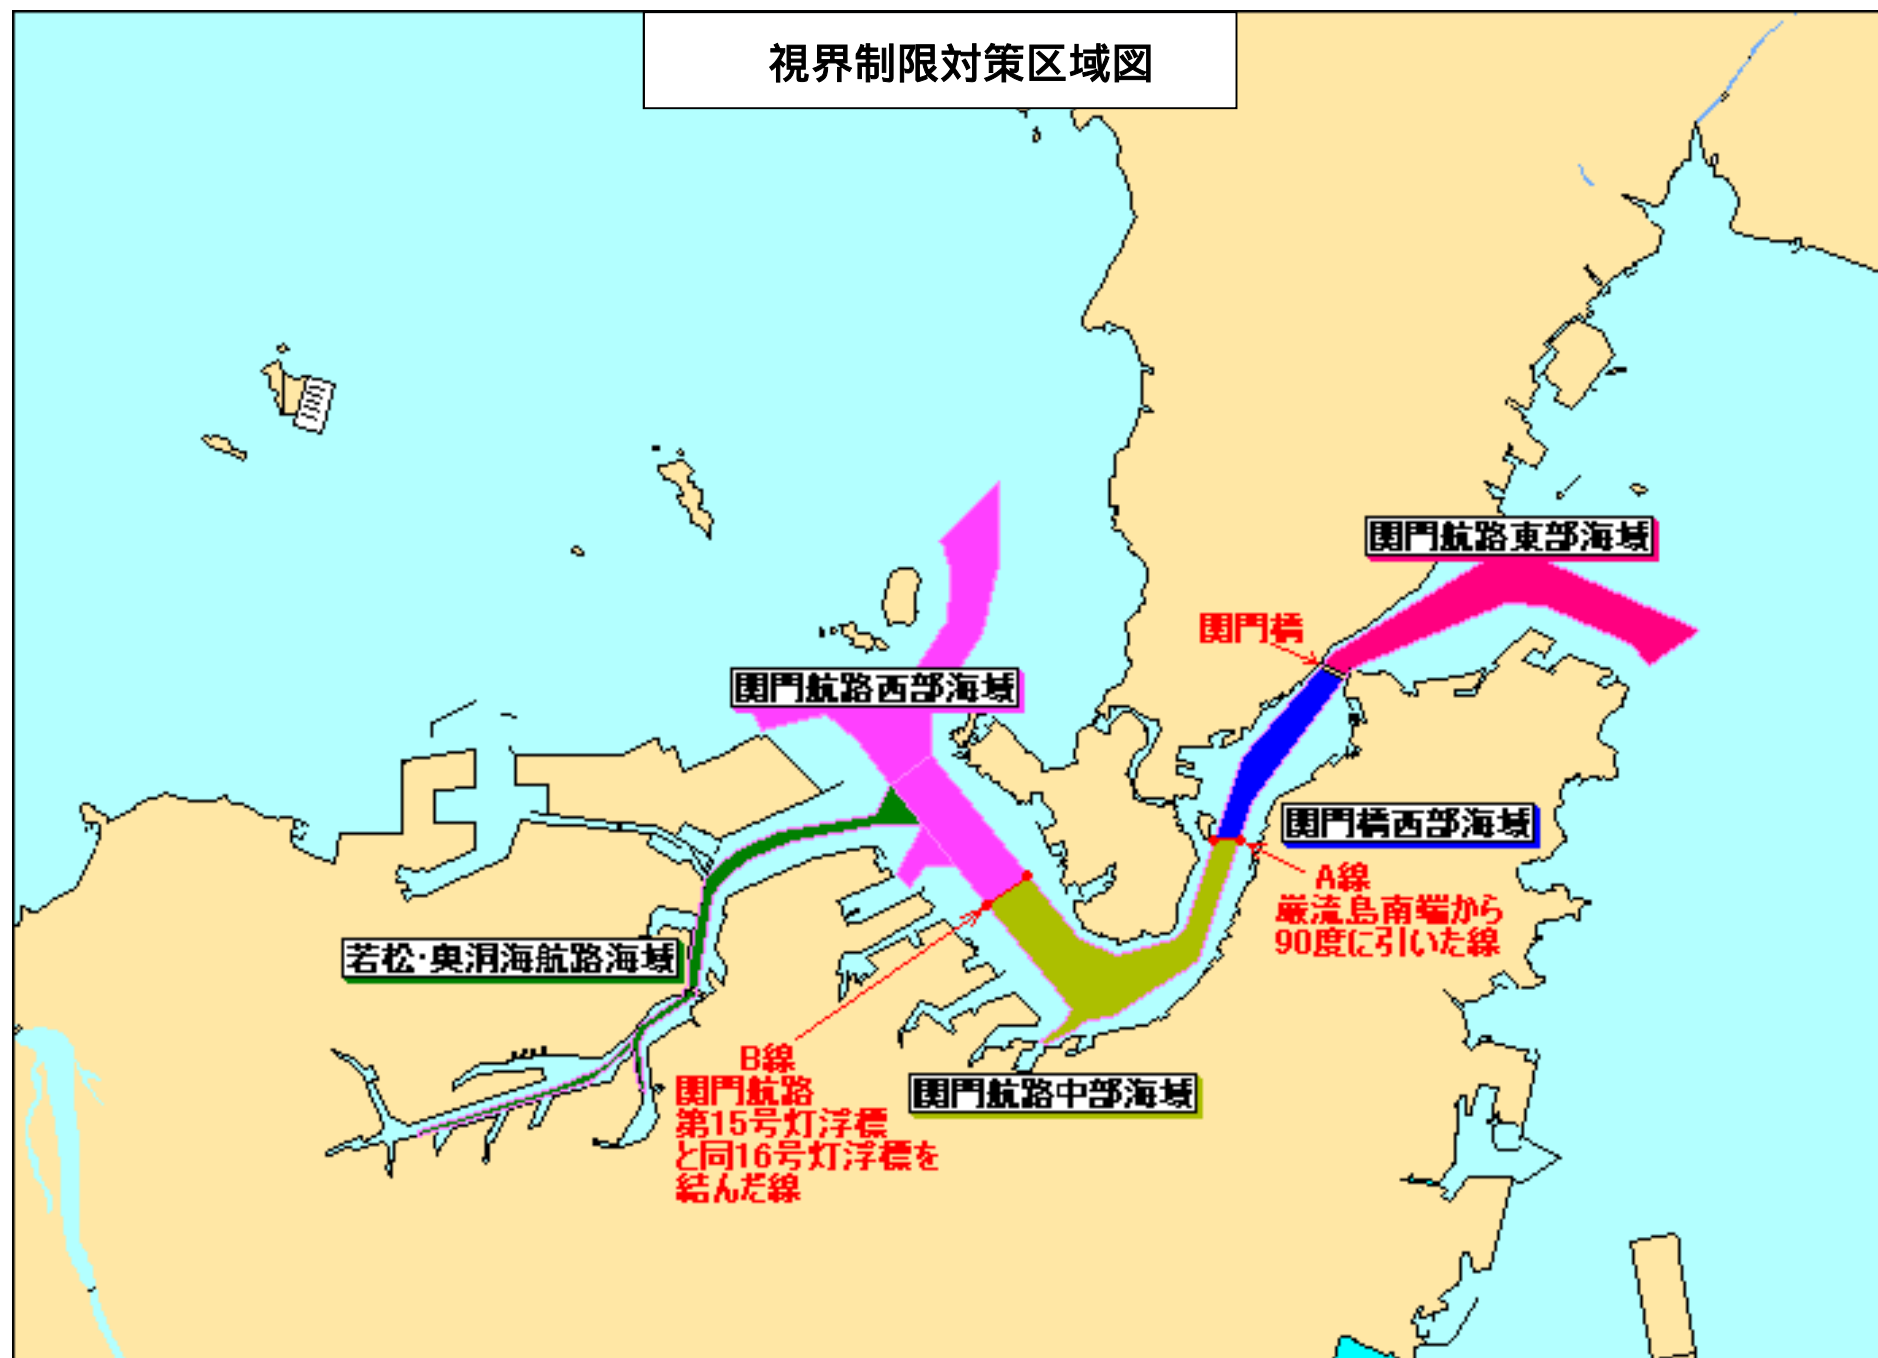 視界制限対策区域図
関門航路東部海域
関門橋
関門航路西部海域
関門橋西部海域
A線
巌流島南端から
90度に引いた線
若松・奥洞海航路海域
B線
関門航路
第15号灯浮標
と同16号灯浮標を
結んだ線
関門航路中部海域